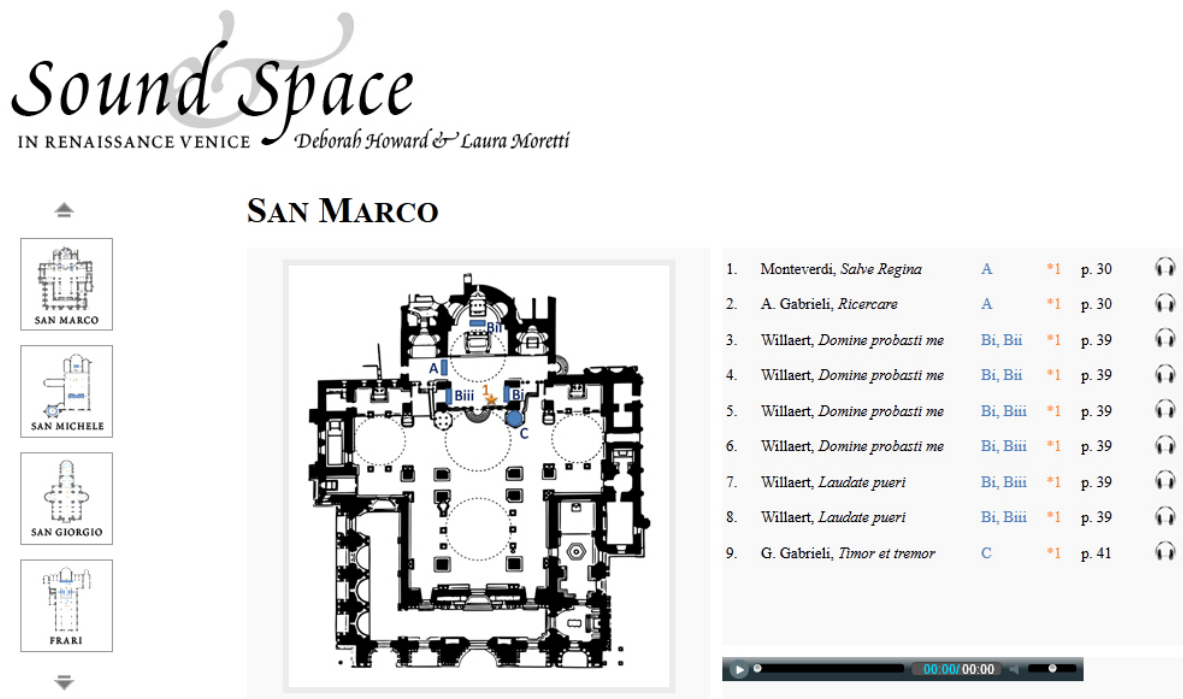 Sound & Space
IN RENAISSANCE VENICE Deborah Howard & Laura Moretti
SAN MARCO
SAN MARCO
SAN MICHELE
SAN GIORGIO
FRARI
Bii
A
Biii
1
Bi
C
1. Monteverdi, Salve Regina A *1 p. 30
2. A. Gabrieli, Ricercare A *1 p. 30
3. Willaert, Domine probasti me Bi, Bii *1 p. 39
4. Willaert, Domine probasti me Bi, Bii *1 p. 39
5. Willaert, Domine probasti me Bi, Biii *1 p. 39
6. Willaert, Domine probasti me Bi, Biii *1 p. 39
7. Willaert, Laudate pueri Bi, Biii *1 p. 39
8. Willaert, Laudate pueri Bi, Biii *1 p. 39
9. G. Gabrieli, Timor et tremor C *1 p. 41
00:00/00:00